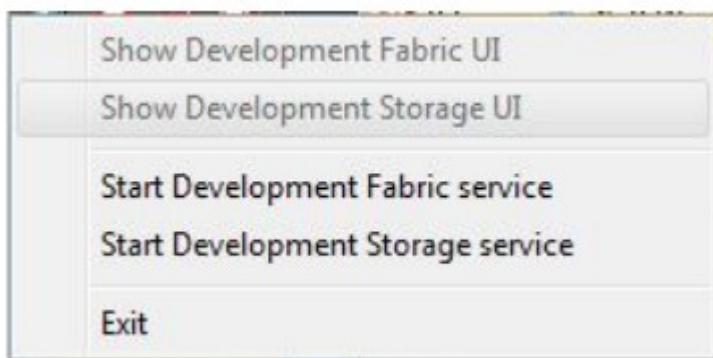 Show Development Fabric UI
Show Development Storage UI
Start Development Fabric service
Start Development Storage service
Exit